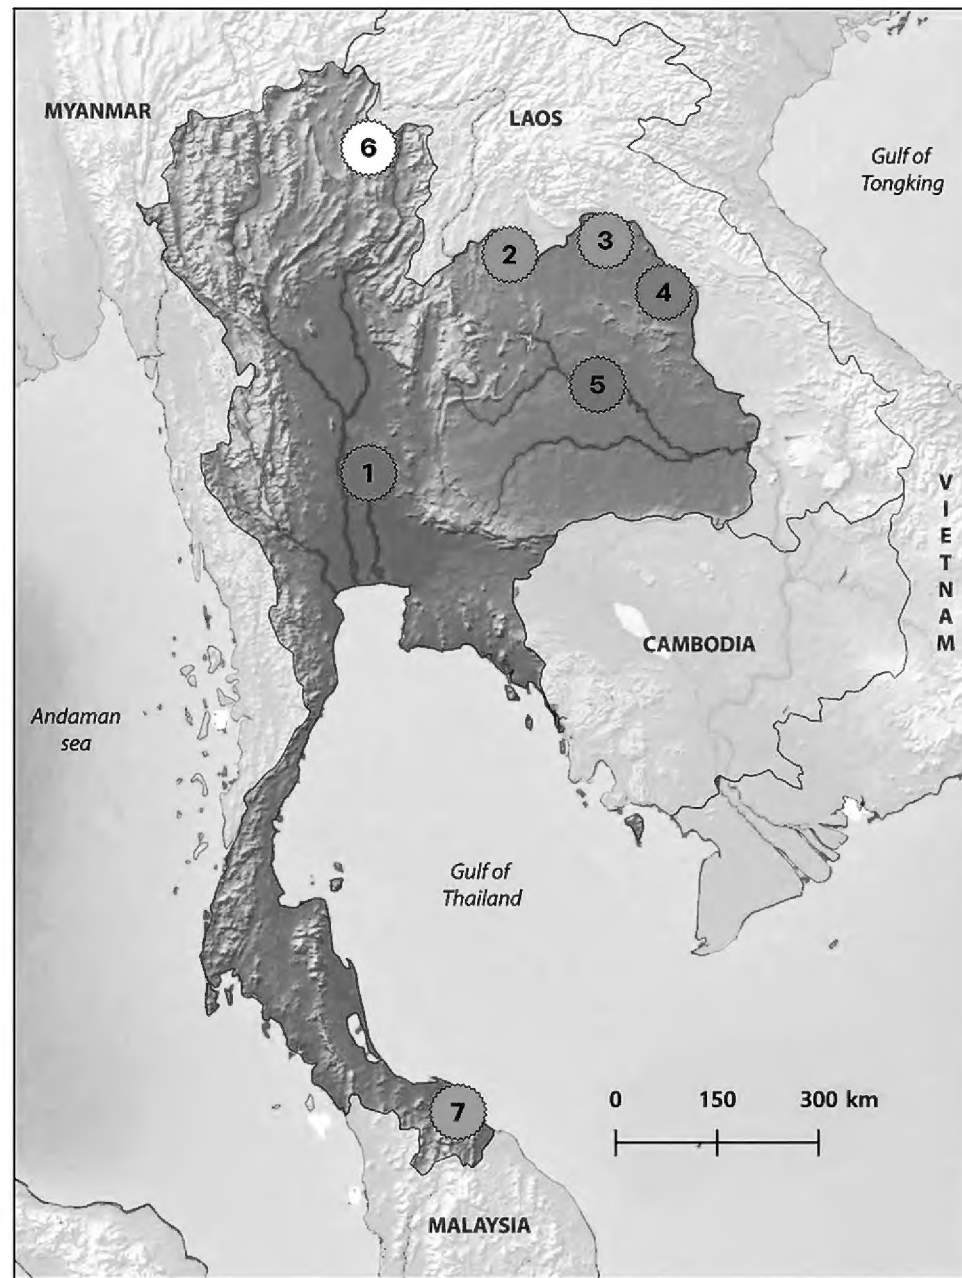 MYANMAR
LAOS
Gulf of
Tongking
6
2
3
4
5
1
VIETNAM
CAMBODIA
Andaman
sea
Gulf of
Thailand
0 150 300 km
7
MALAYSIA